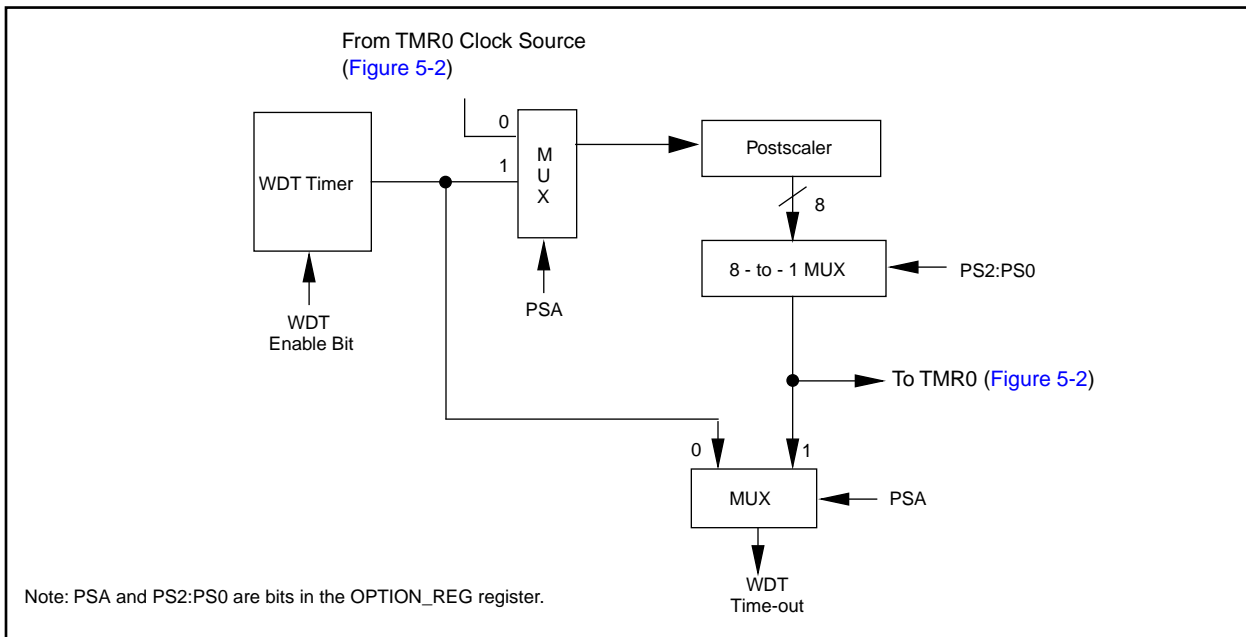 From TMR0 Clock Source
(Figure 5-2)
0
1
M
U
X
WDT Timer
Postscaler
8
8 - to - 1 MUX
PS2:PS0
PSA
WDT
Enable Bit
To TMR0 (Figure 5-2)
0
1
MUX
PSA
WDT
Time-out
Note: PSA and PS2:PS0 are bits in the OPTION_REG register.